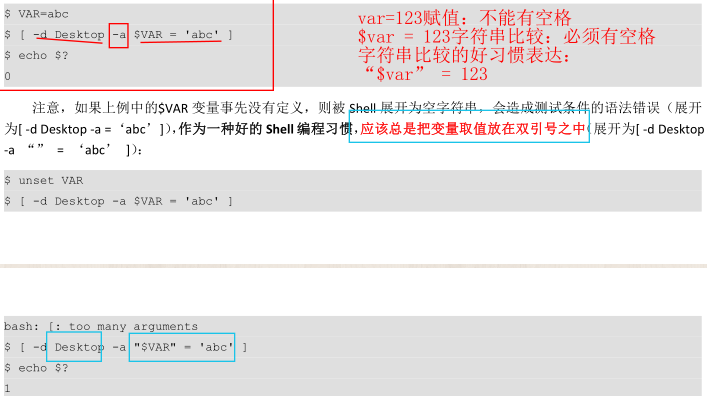 $ VAR=abc
$ [ -d Desktop -a $VAR = 'abc' ]
$ echo $?
0
var=123赋值：不能有空格
$var = 123字符串比较：必须有空格
字符串比较的好习惯表达：
“$var” = 123
注意，如果上例中的$VAR 变量事先没有定义，则被 Shell 展开为空字符串，会造成测试条件的语法错误（展开
为[ -d Desktop -a = ‘abc’ ]），作为一种好的 Shell 编程习惯，应该总是把变量取值放在双引号之中（展开为[ -d Desktop
-a “” = ‘abc’ ]）：
$ unset VAR
$ [ -d Desktop -a $VAR = 'abc' ]
bash: [: too many arguments
$ [ -d Desktop -a "$VAR" = 'abc' ]
$ echo $?
1